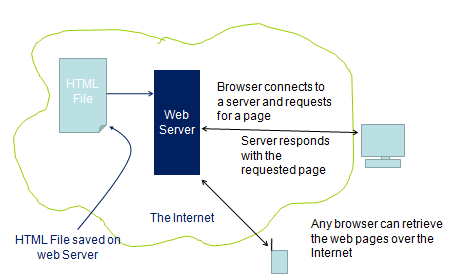 HTML
File
Web
Server
Browser connects to
a server and requests
for a page
Server responds
with the
requested page
The Internet
HTML File saved on
web Server
Any browser can retrieve
the web pages over the
Internet